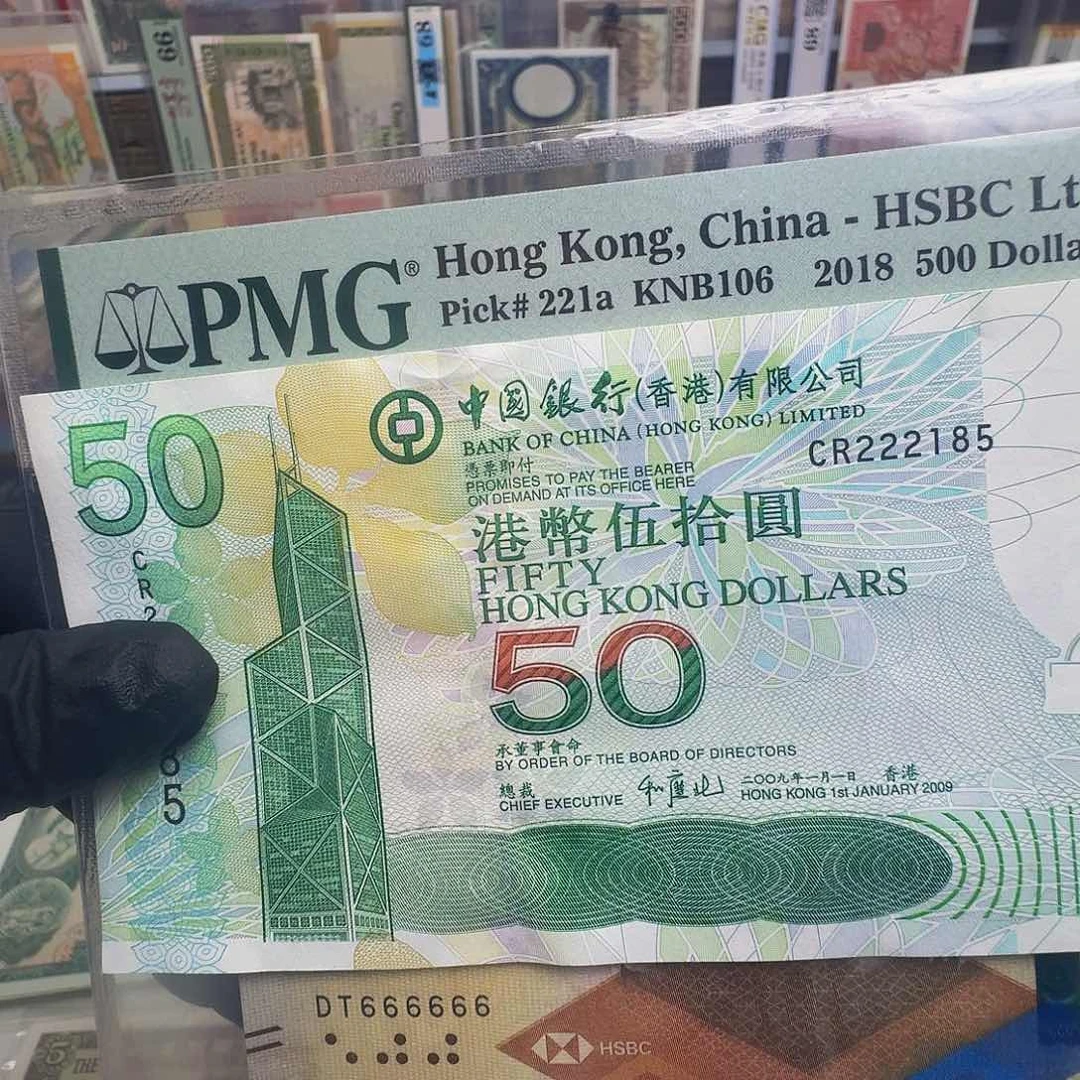 99
68
PMG®
Hong Kong, China - HSBC Lt
Pick# 221a KNB106 2018 500 Dolla
50
中國銀行(香港)有限公司
BANK OF CHINA (HONG KONG) LIMITED
CR222185
憑票即付
PROMISES TO PAY THE BEARER
ON DEMAND AT ITS OFFICE HERE
港幣伍拾圓
FIFTY
HONG KONG DOLLARS
50
承董事會命
BY ORDER OF THE BOARD OF DIRECTORS
總裁
CHIEF EXECUTIVE
二〇〇九年一月一日 香港
HONG KONG 1st JANUARY 2009
DT666666
HSBC
THE